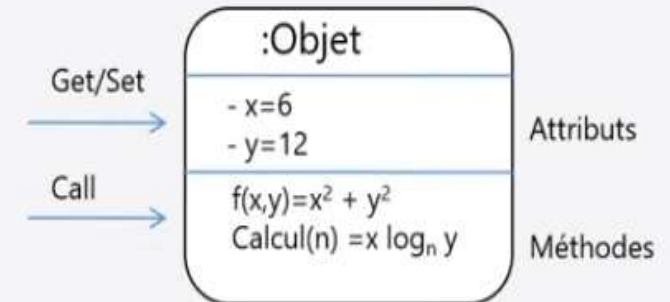 :Objet
Get/Set
- x=6
- y=12
Attributs
Call
f(x,y)=x² + y²
Calcul(n) =x logₙ y
Méthodes